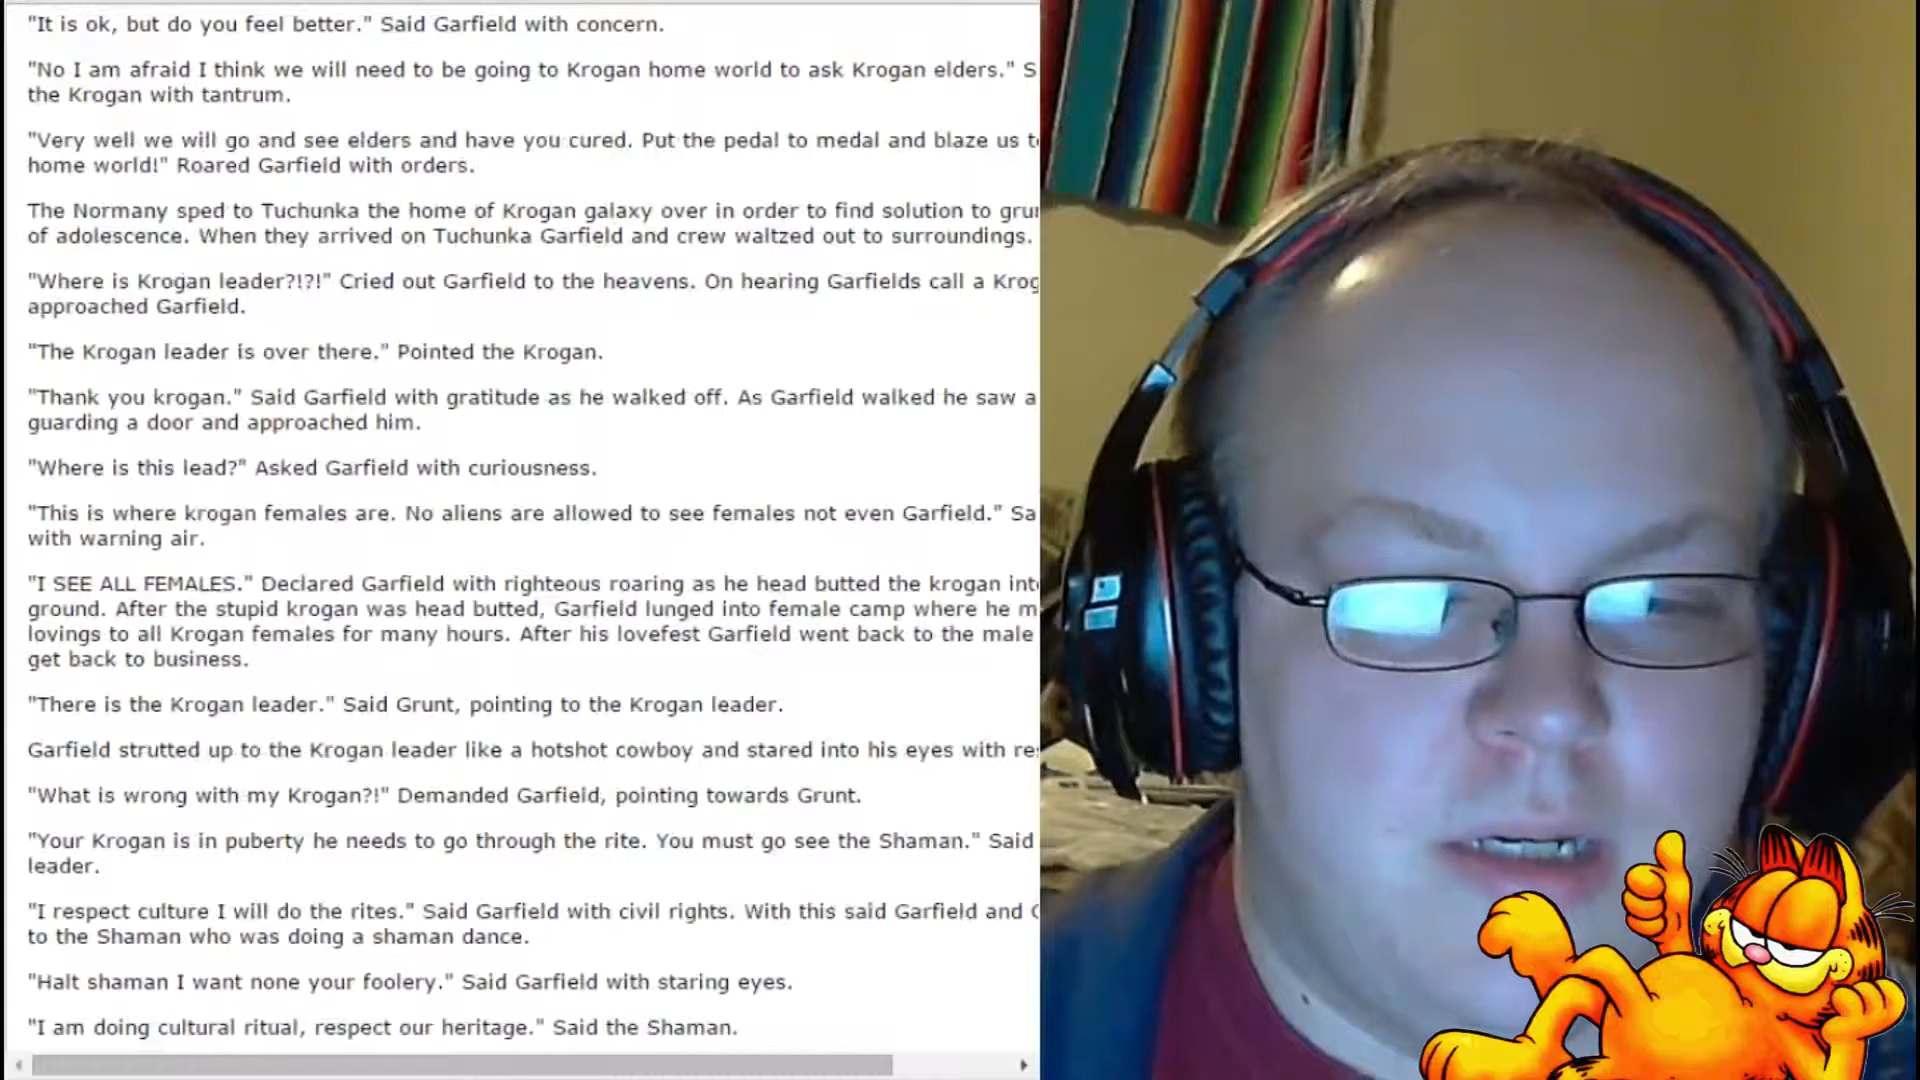 "It is ok, but do you feel better." Said Garfield with concern.
"No I am afraid I think we will need to be going to Krogan home world to ask Krogan elders."
the Krogan with tantrum.
"Very well we will go and see elders and have you cured. Put the pedal to medal and blaze us
home world!" Roared Garfield with orders.
The Normany sped to Tuchunka the home of Krogan galaxy over in order to find solution to
of adolescence. When they arrived on Tuchunka Garfield and crew waltzed out to surroundings.
"Where is Krogan leader?!?!" Cried out Garfield to the heavens. On hearing Garfields call a
approached Garfield.
"The Krogan leader is over there." Pointed the Krogan.
"Thank you krogan." Said Garfield with gratitude as he walked off. As Garfield walked he saw a
guarding a door and approached him.
"Where is this lead?" Asked Garfield with curiousness.
"This is where krogan females are. No aliens are allowed to see females not even Garfield."
with warning air.
"I SEE ALL FEMALES." Declared Garfield with righteous roaring as he head butted the krogan
ground. After the stupid krogan was head butted, Garfield lunged into female camp where he
lovings to all Krogan females for many hours. After his lovefest Garfield went back to the male
get back to business.
"There is the Krogan leader." Said Grunt, pointing to the Krogan leader.
Garfield strutted up to the Krogan leader like a hotshot cowboy and stared into his eyes with
"What is wrong with my Krogan?!" Demanded Garfield, pointing towards Grunt.
"Your Krogan is in puberty he needs to go through the rite. You must go see the Shaman." Said
leader.
"I respect culture I will do the rites." Said Garfield with civil rights. With this said Garfield and
to the Shaman who was doing a shaman dance.
"Halt shaman I want none your foolery." Said Garfield with staring eyes.
"I am doing cultural ritual, respect our heritage." Said the Shaman.